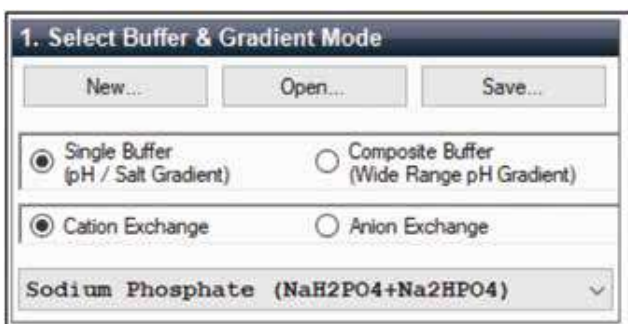 1. Select Buffer & Gradient Mode
New... Open... Save...
Single Buffer
(pH / Salt Gradient)
Composite Buffer
(Wide Range pH Gradient)
Cation Exchange Anion Exchange
Sodium Phosphate (NaH2PO4+Na2HPO4)